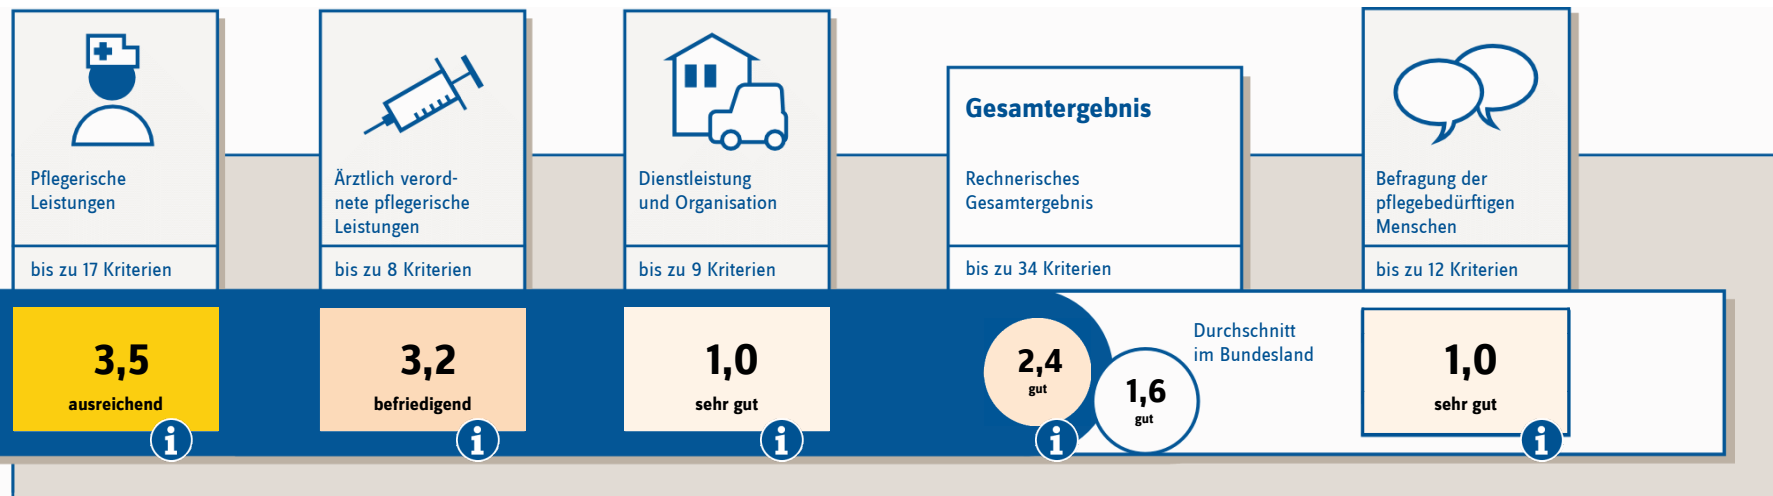 Pflegerische
Leistungen
bis zu 17 Kriterien
3,5
ausreichend
i
Ärztlich verord-
nete pflegerische
Leistungen
bis zu 8 Kriterien
3,2
befriedigend
i
Dienstleistung
und Organisation
bis zu 9 Kriterien
1,0
sehr gut
i
Gesamtergebnis
Rechnerisches
Gesamtergebnis
bis zu 34 Kriterien
2,4
gut
i
1,6
gut
Durchschnitt
im Bundesland
Befragung der
pflegebedürftigen
Menschen
bis zu 12 Kriterien
1,0
sehr gut
i